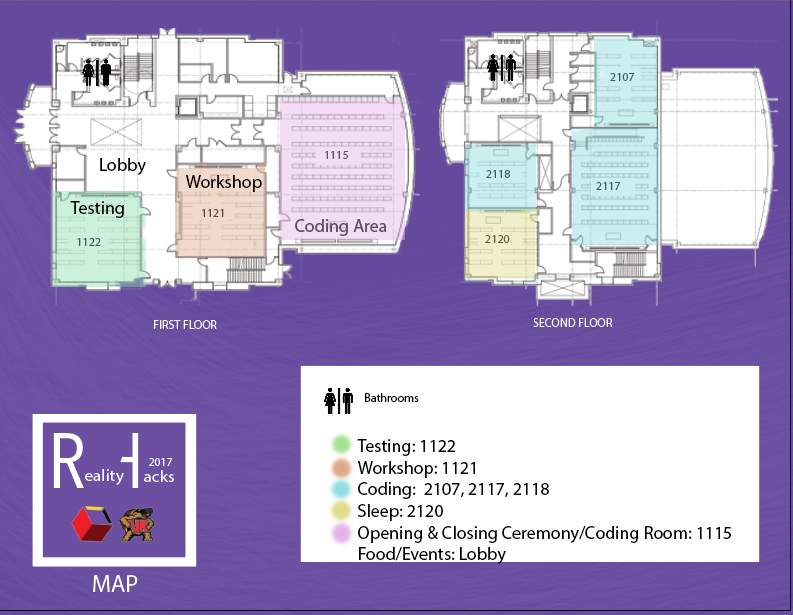 2107
1115
Lobby
2118
Workshop
2117
Testing
1121
2120
Coding Area
1122
FIRST FLOOR
SECOND FLOOR
Bathrooms
Testing: 1122
Workshop: 1121
Coding: 2107, 2117, 2118
Sleep: 2120
Opening & Closing Ceremony/Coding Room: 1115
Food/Events: Lobby
Reality Hacks
2017
MAP